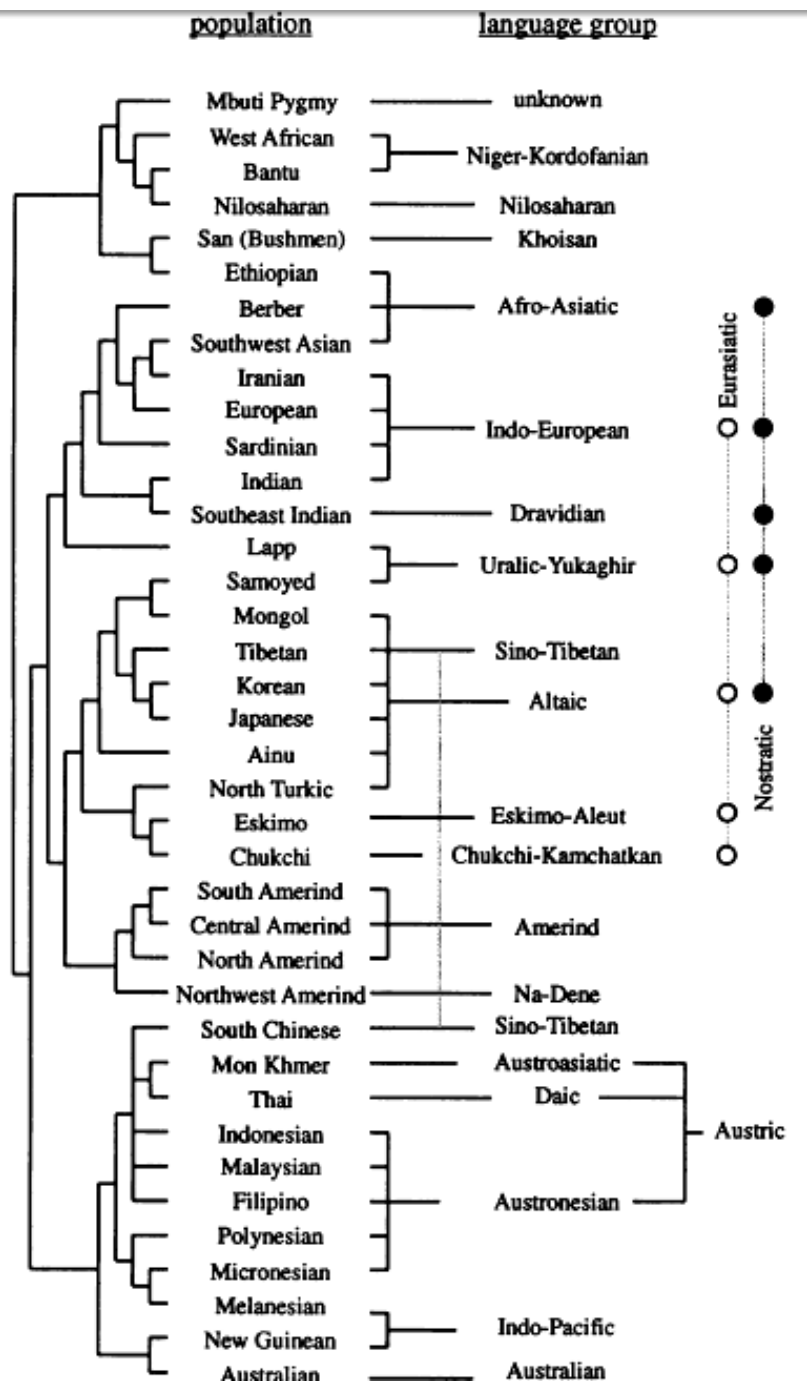 population language group
Mbuti Pygmy unknown
West African
Niger-Kordofanian
Bantu
Nilosaharan Nilosaharan
San (Bushmen) Khoisan
Ethiopian
Berber Afro-Asiatic
Southwest Asian
Iranian
Eurasiatic
European
Indo-European
Sardinian
Indian
Southeast Indian Dravidian
Lapp
Uralic-Yukaghir
Samoyed
Mongol
Tibetan Sino-Tibetan
Korean
Altaic
Japanese
Ainu
Nostratic
North Turkic
Eskimo Eskimo-Aleut
Chukchi Chukchi-Kamchatkan
South Amerind
Central Amerind Amerind
North Amerind
Northwest Amerind Na-Dene
South Chinese Sino-Tibetan
Mon Khmer Austroasiatic
Thai Daic
Indonesian Austric
Malaysian
Filipino Austronesian
Polynesian
Micronesian
Melanesian
Indo-Pacific
New Guinean
Australian Australian